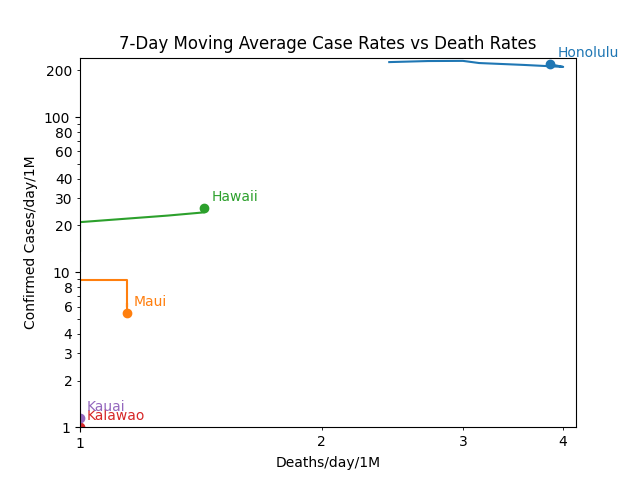 7-Day Moving Average Case Rates vs Death Rates
Honolulu
200
100
80
60
40
30
20
10
8
6
4
3
2
1
Confirmed Cases/day/1M
Hawaii
Maui
Kauai
Kalawao
1
2
3
4
Deaths/day/1M